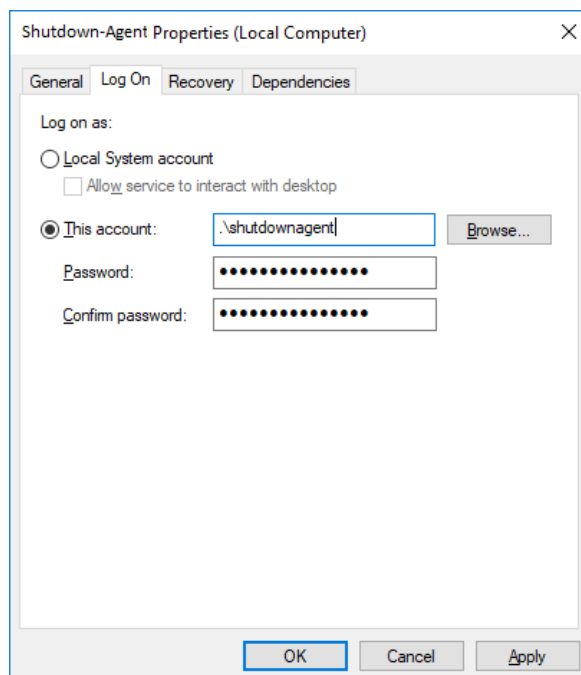 Shutdown-Agent Properties (Local Computer)
General Log On Recovery Dependencies
Log on as:
Local System account
Allow service to interact with desktop
This account: .\shutdownagent Browse...
Password: ●●●●●●●●●●●●●●●
Confirm password: ●●●●●●●●●●●●●●●
OK Cancel Apply